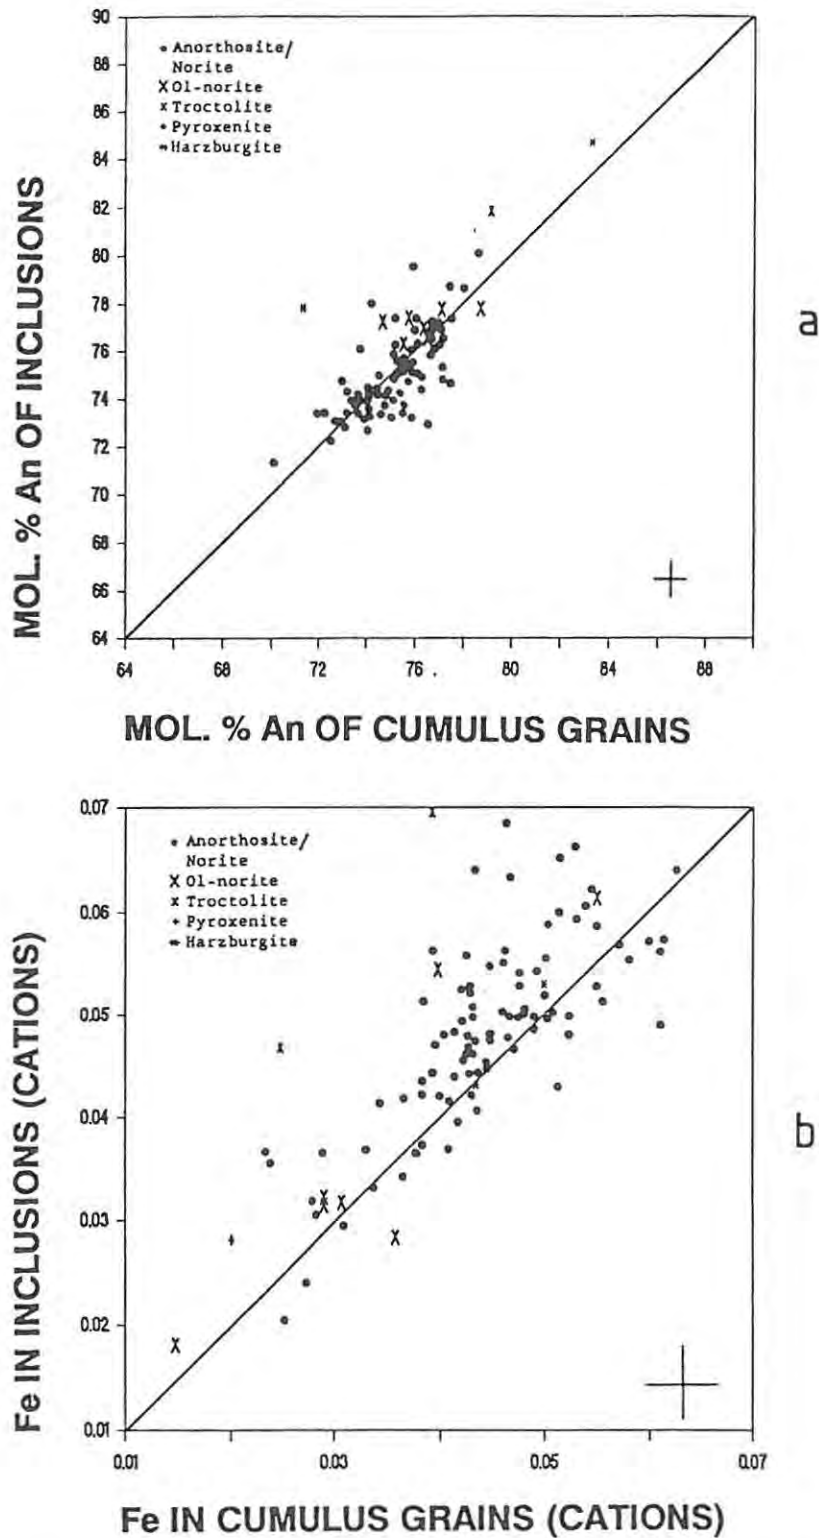 MOL. % An OF INCLUSIONS
90
88
86
84
82
80
78
76
74
72
70
68
66
64
• Anorthosite/
Norite
X Ol-norite
x Troctolite
• Pyroxenite
Harzburgite
a
64 68 72 76 80 84 88
MOL. % An OF CUMULUS GRAINS
Fe IN INCLUSIONS (CATIONS)
0.07
0.06
0.05
0.04
0.03
0.02
0.01
• Anorthosite/
Norite
X Ol-norite
x Troctolite
+ Pyroxenite
Harzburgite
b
0.01 0.03 0.05 0.07
Fe IN CUMULUS GRAINS (CATIONS)